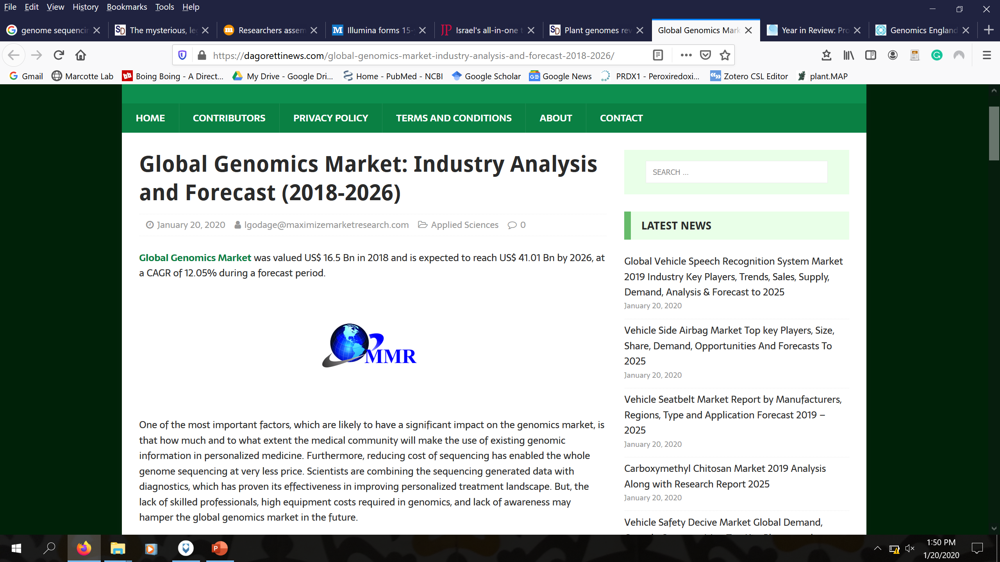 File Edit View History Bookmarks Tools Help
genome sequencin
The mysterious, le
Researchers assem
Illumina forms 15-
Israel's all-in-one t
Plant genomes rev
Global Genomics Mark
Year in Review: Pro
Genomics England
https://dagorettinews.com/global-genomics-market-industry-analysis-and-forecast-2018-2026/
Gmail Marcotte Lab Boing Boing - A Direct... My Drive - Google Dri... Home - PubMed - NCBI Google Scholar Google News PRDX1 - Peroxiredoxi... Zotero CSL Editor plant.MAP
HOME CONTRIBUTORS PRIVACY POLICY TERMS AND CONDITIONS ABOUT CONTACT
Global Genomics Market: Industry Analysis
and Forecast (2018-2026)
January 20, 2020 lgodage@maximizemarketresearch.com Applied Sciences 0
Global Genomics Market was valued US$ 16.5 Bn in 2018 and is expected to reach US$ 41.01 Bn by 2026, at
a CAGR of 12.05% during a forecast period.
MMR
One of the most important factors, which are likely to have a significant impact on the genomics market, is
that how much and to what extent the medical community will make the use of existing genomic
information in personalized medicine. Furthermore, reducing cost of sequencing has enabled the whole
genome sequencing at very less price. Scientists are combining the sequencing generated data with
diagnostics, which has proven its effectiveness in improving personalized treatment landscape. But, the
lack of skilled professionals, high equipment costs required in genomics, and lack of awareness may
hamper the global genomics market in the future.
SEARCH ...
LATEST NEWS
Global Vehicle Speech Recognition System Market
2019 Industry Key Players, Trends, Sales, Supply,
Demand, Analysis & Forecast to 2025
January 20, 2020
Vehicle Side Airbag Market Top key Players, Size,
Share, Demand, Opportunities And Forecasts To
2025
January 20, 2020
Vehicle Seatbelt Market Report by Manufacturers,
Regions, Type and Application Forecast 2019 –
2025
January 20, 2020
Carboxymethyl Chitosan Market 2019 Analysis
Along with Research Report 2025
January 20, 2020
Vehicle Safety Decive Market Global Demand,
1:50 PM
1/20/2020